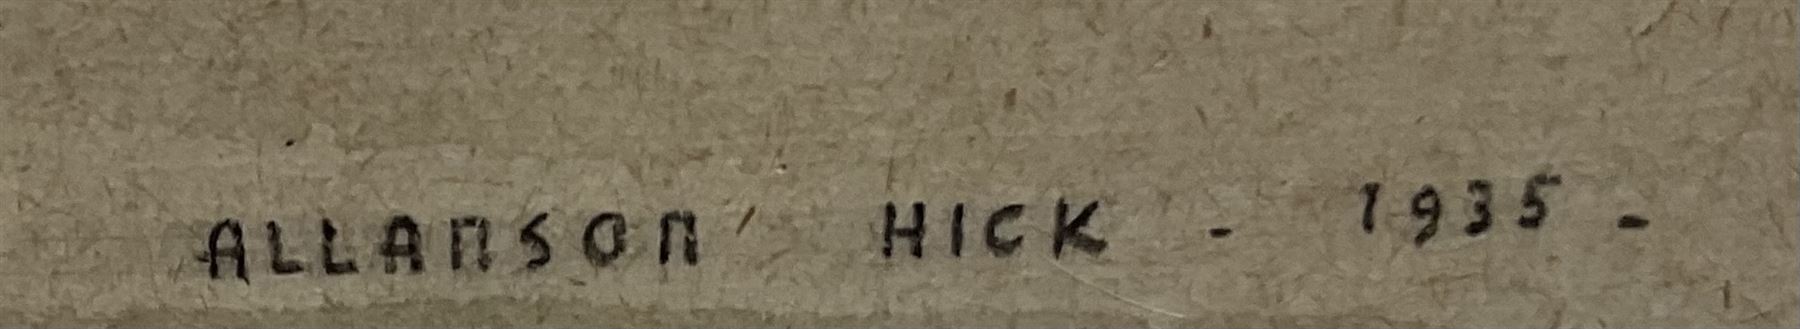 ALLANSON HICK - 1935 -